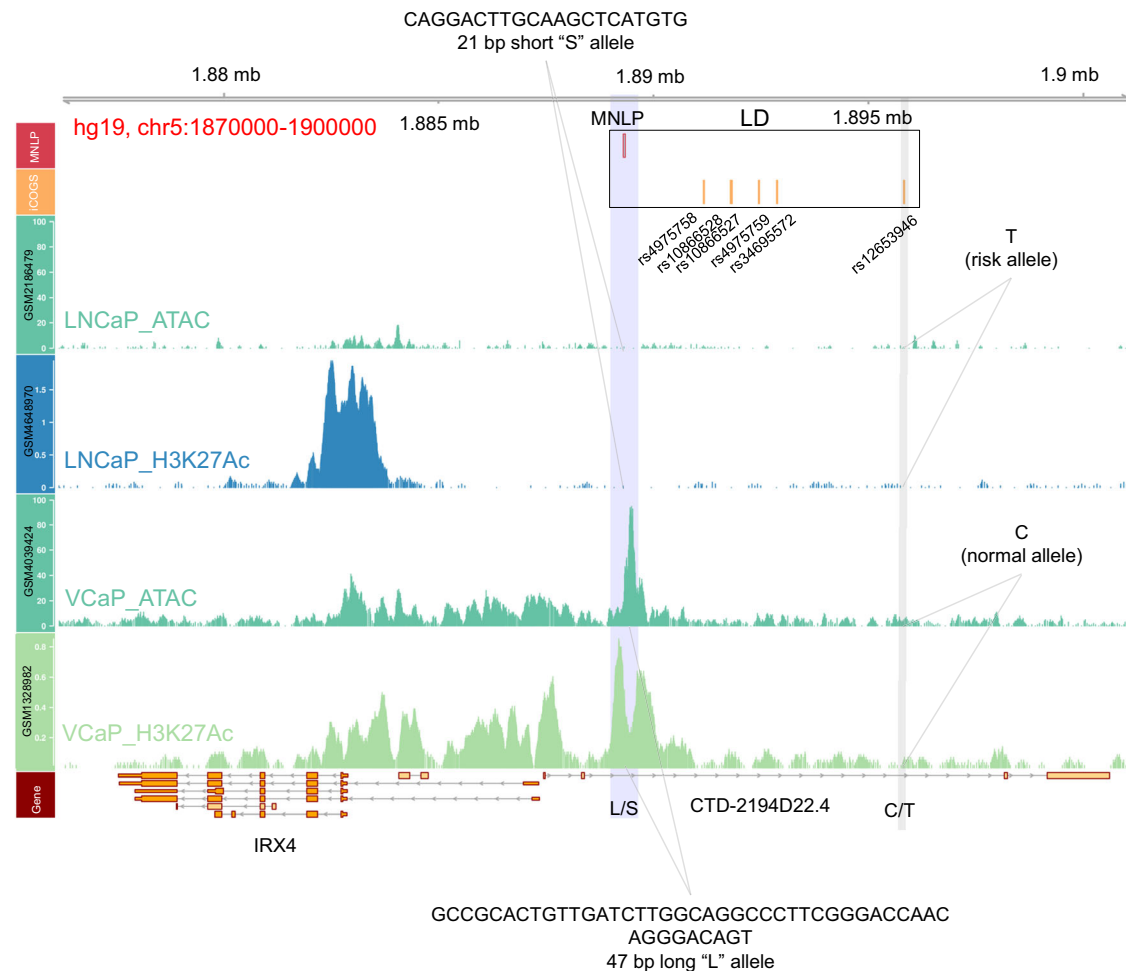 CAGGACTTGCAAGCTCATGTG
21 bp short “S” allele
1.88 mb
1.89 mb
1.9 mb
hg19, chr5:1870000-1900000
1.885 mb
MNLP
LD
1.895 mb
MNLP
iCOGS
rs4975758
rs10866528
rs10866527
rs4975759
rs34695572
rs12653946
T
(risk allele)
GSM2186479
100
80
60
40
20
0
LNCaP_ATAC
GSM4648970
1.5
1
0.5
0
LNCaP_H3K27Ac
GSM4039424
100
80
60
40
20
0
VCaP_ATAC
C
(normal allele)
GSM1328982
0.8
0.6
0.4
0.2
VCaP_H3K27Ac
Gene
IRX4
L/S
CTD-2194D22.4
C/T
GCCGCACTGTTGATCTTGGCAGGCCCTTCGGGACCAAC
AGGGACAGT
47 bp long “L” allele